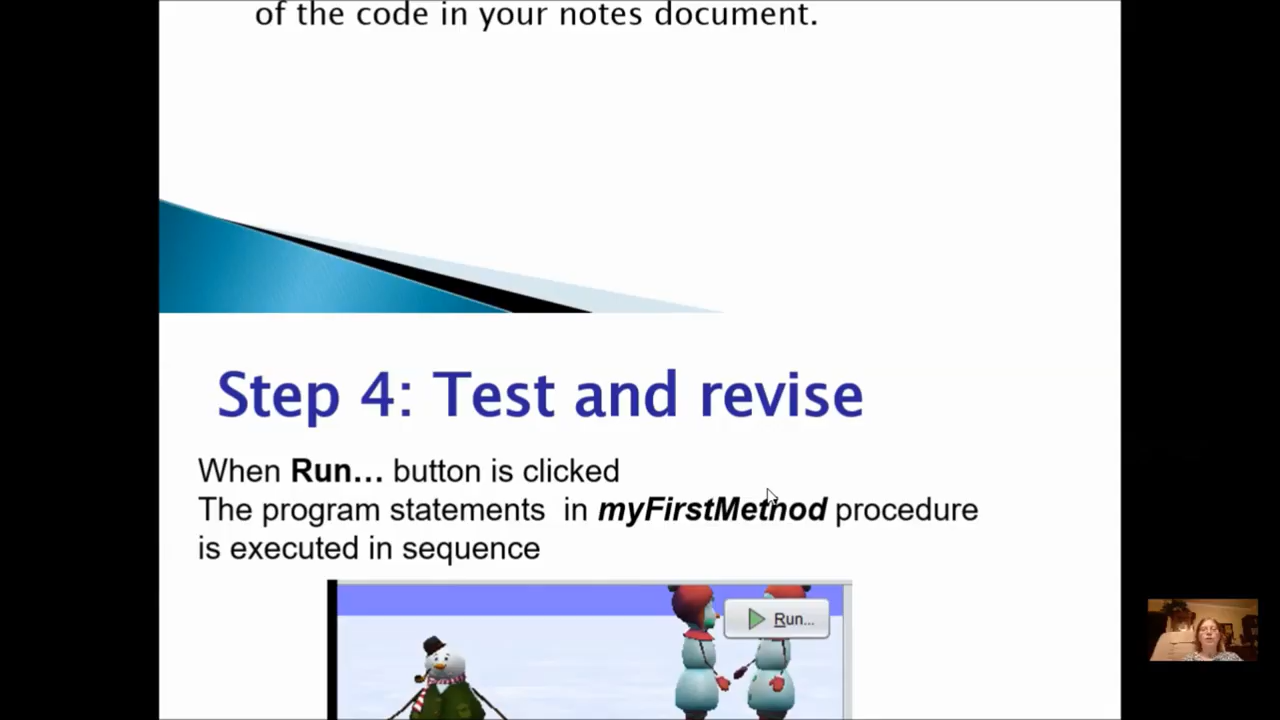 of the code in your notes document.
Step 4: Test and revise
When Run... button is clicked
The program statements in myFirstMethod procedure
is executed in sequence
Run...